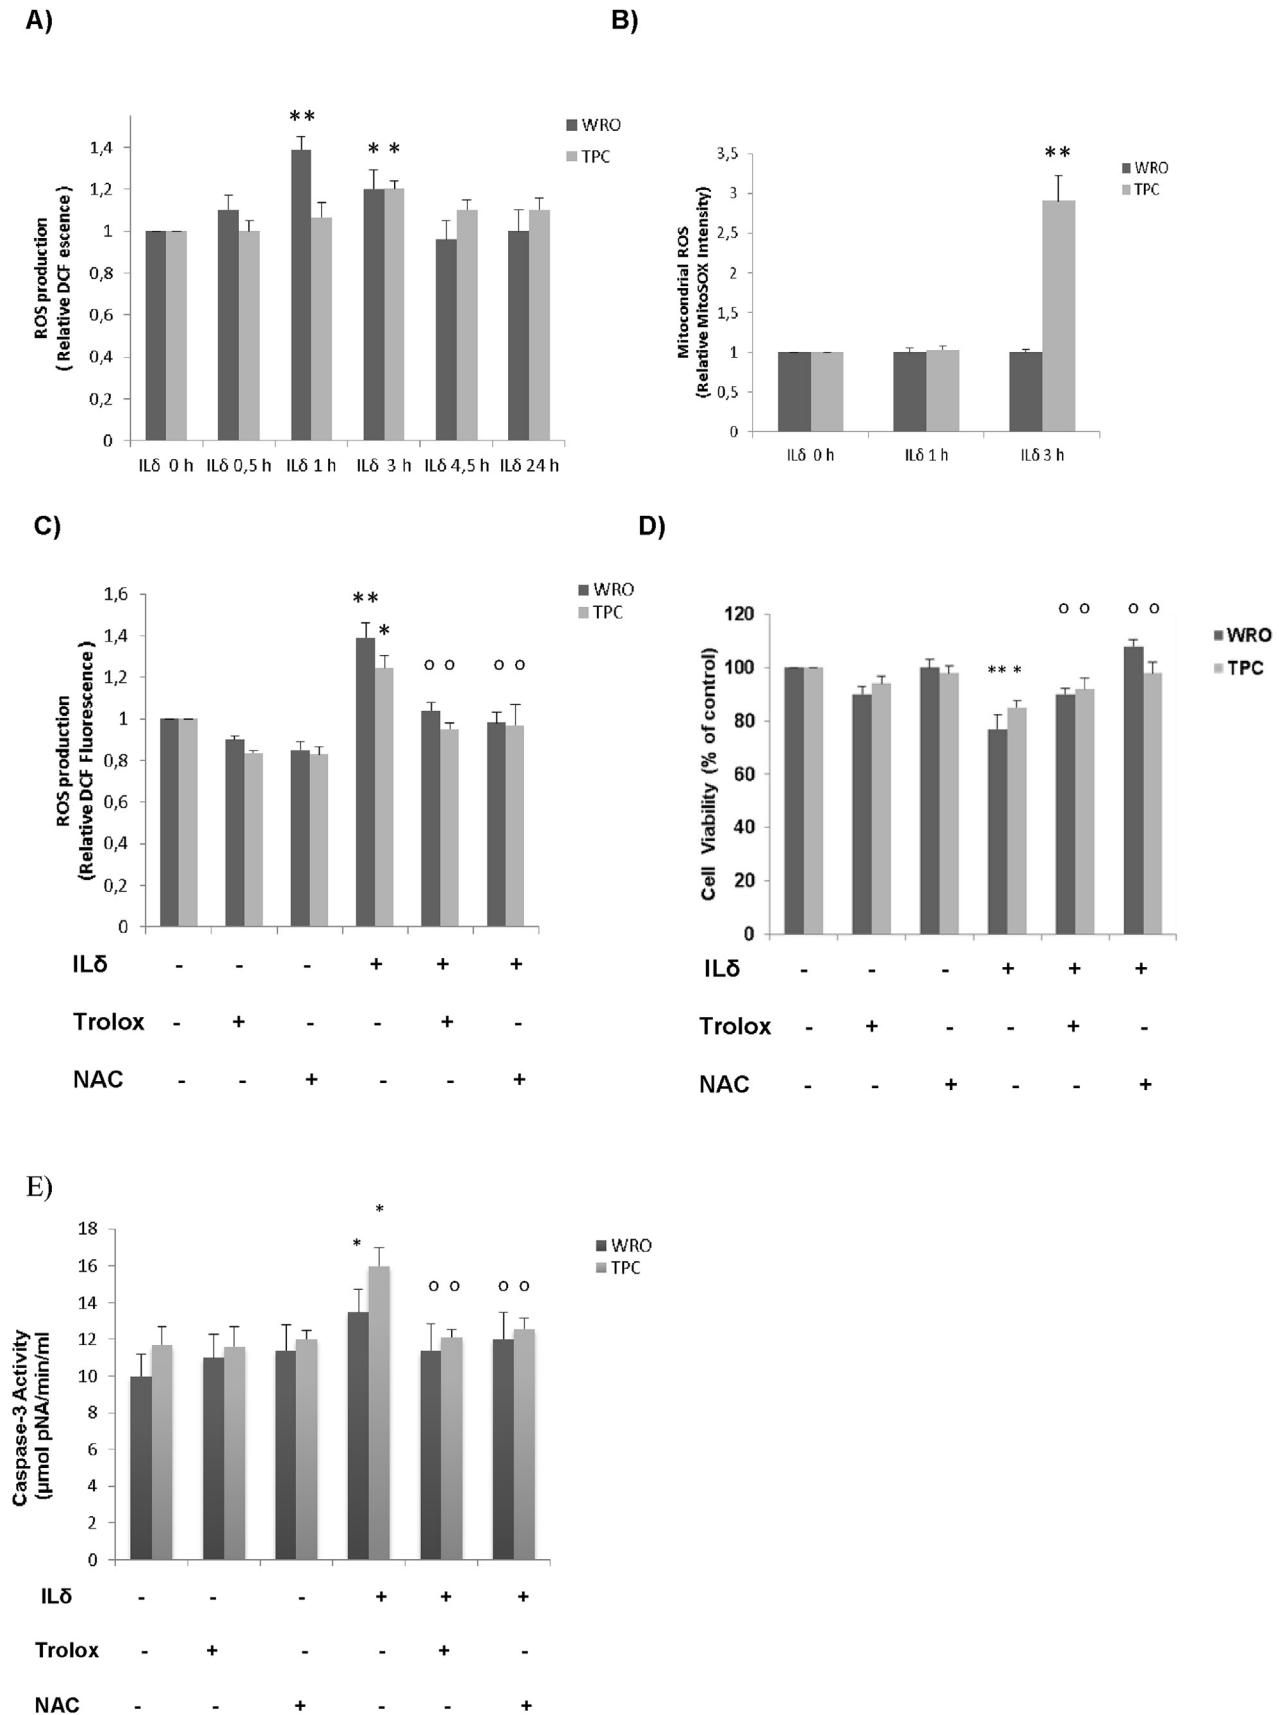 A)
**
* *
WRO
TPC
1,4
1,2
1
0,8
0,6
0,4
0,2
0
ROS production
( Relative DCF escence )
ILδ 0 h ILδ 0,5 h ILδ 1 h ILδ 3 h ILδ 4,5 h ILδ 24 h
B)
**
WRO
TPC
3,5
3
2,5
2
1,5
1
0,5
0
Mitocondrial ROS
(Relative MitoSOX Intensity)
ILδ 0 h ILδ 1 h ILδ 3 h
C)
WRO
TPC
**
*
o o o o
1,6
1,4
1,2
1
0,8
0,6
0,4
0,2
0
ROS production
(Relative DCF Fluorescence)
ILδ - - - + + +
Trolox - + - - + -
NAC - - + - - +
D)
o o o o
** *
WRO
TPC
120
100
80
60
40
20
0
Cell Viability (% of control)
ILδ - - - + + +
Trolox - + - - + -
NAC - - + - - +
E)
*
*
o o o o
WRO
TPC
18
16
14
12
10
8
6
4
2
0
Caspase-3 Activity
(µmol pNA/min/ml
ILδ - - - + + +
Trolox - + - - + -
NAC - - + - - +